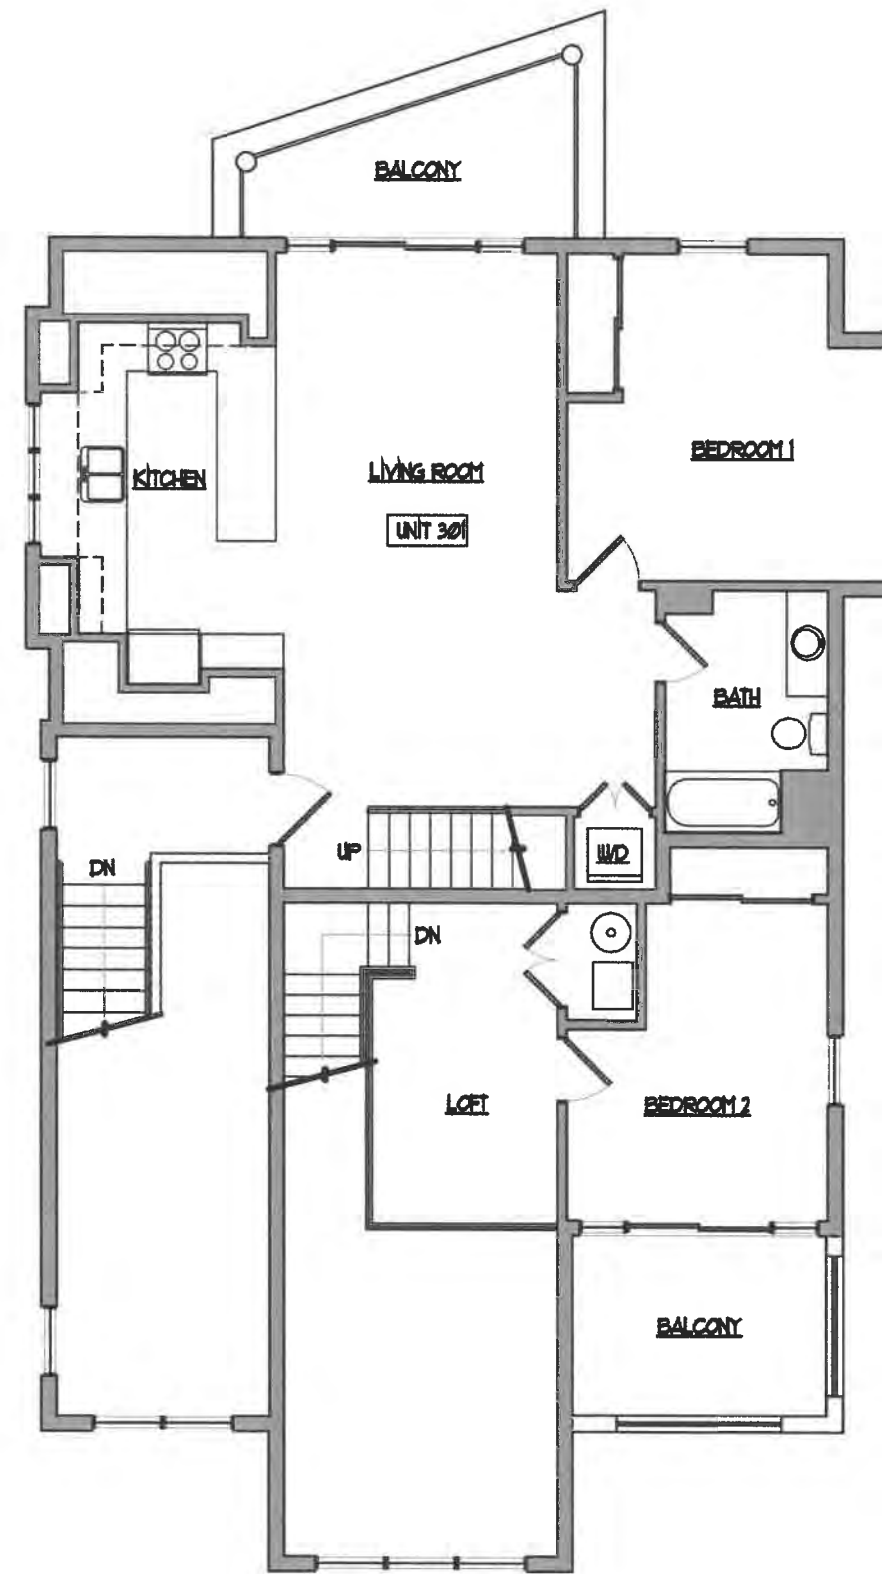 BALCONY
BEDROOM 1
LIVING ROOM
KITCHEN
UNIT 301
BATH
UP
W/D
DN
DN
LOFT
BEDROOM 2
BALCONY